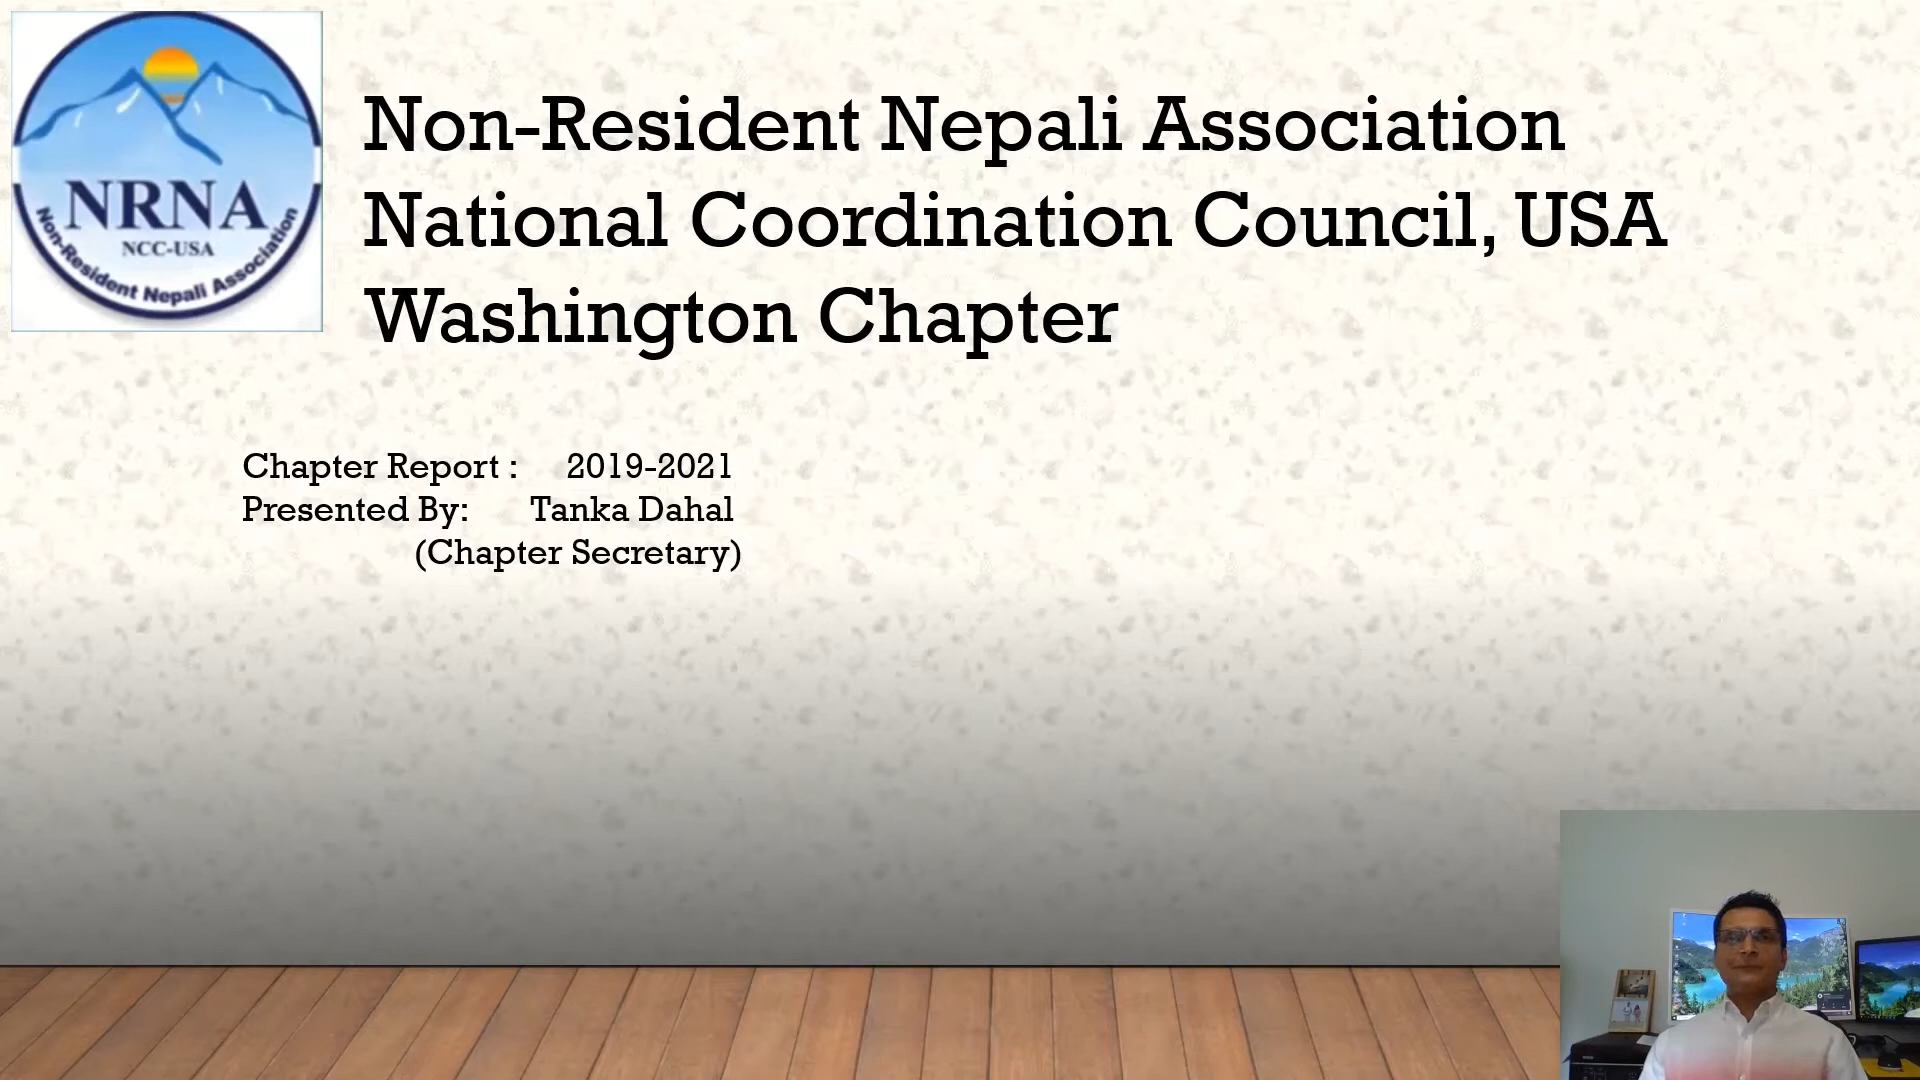 NRNA
NCC-USA
Non-Resident Nepali Association
Non-Resident Nepali Association
National Coordination Council, USA
Washington Chapter
Chapter Report : 2019-2021
Presented By: Tanka Dahal
(Chapter Secretary)